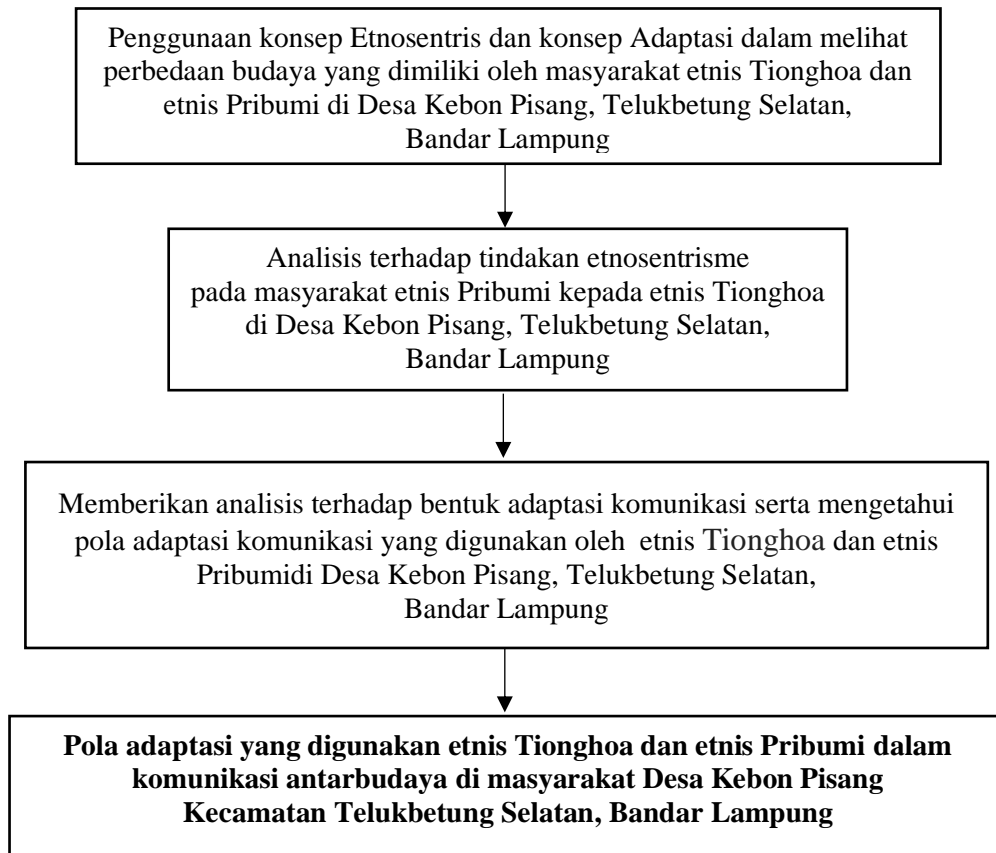 Penggunaan konsep Etnosentris dan konsep Adaptasi dalam melihat
perbedaan budaya yang dimiliki oleh masyarakat etnis Tionghoa dan
etnis Pribumi di Desa Kebon Pisang, Telukbetung Selatan,
Bandar Lampung
Analisis terhadap tindakan etnosentrisme
pada masyarakat etnis Pribumi kepada etnis Tionghoa
di Desa Kebon Pisang, Telukbetung Selatan,
Bandar Lampung
Memberikan analisis terhadap bentuk adaptasi komunikasi serta mengetahui
pola adaptasi komunikasi yang digunakan oleh etnis Tionghoa dan etnis
Pribumidi Desa Kebon Pisang, Telukbetung Selatan,
Bandar Lampung
Pola adaptasi yang digunakan etnis Tionghoa dan etnis Pribumi dalam
komunikasi antarbudaya di masyarakat Desa Kebon Pisang
Kecamatan Telukbetung Selatan, Bandar Lampung